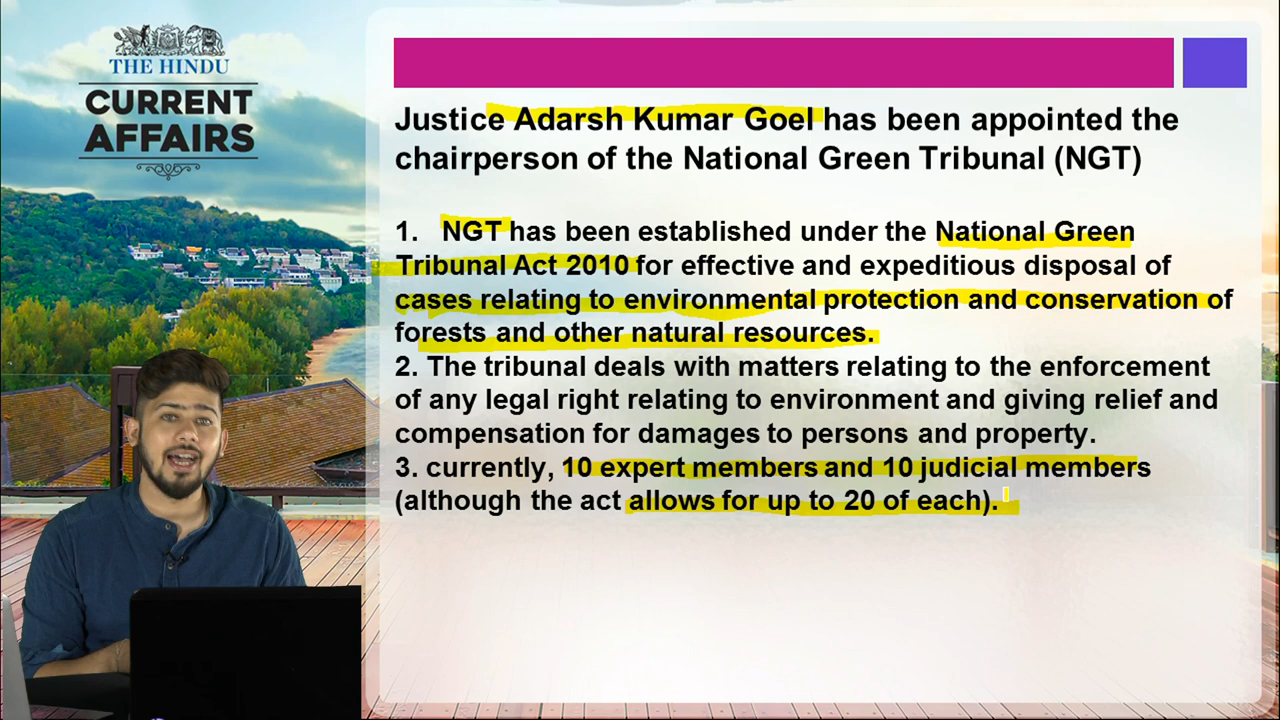 THE HINDU
CURRENT
AFFAIRS
Justice Adarsh Kumar Goel has been appointed the
chairperson of the National Green Tribunal (NGT)
1. NGT has been established under the National Green
Tribunal Act 2010 for effective and expeditious disposal of
cases relating to environmental protection and conservation of
forests and other natural resources.
2. The tribunal deals with matters relating to the enforcement
of any legal right relating to environment and giving relief and
compensation for damages to persons and property.
3. currently, 10 expert members and 10 judicial members
(although the act allows for up to 20 of each).